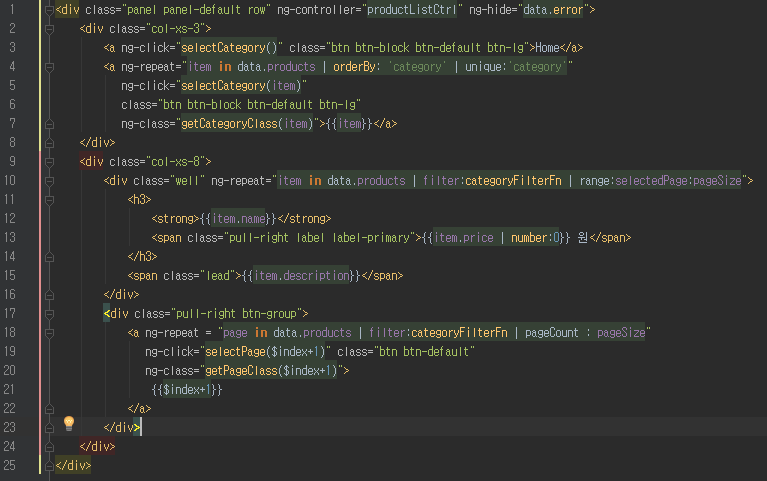 1 <div class="panel panel-default row" ng-controller="productListCtrl" ng-hide="data.error">
2 <div class="col-xs-3">
3 <a ng-click="selectCategory()" class="btn btn-block btn-default btn-lg">Home</a>
4 <a ng-repeat="item in data.products | orderBy: 'category' | unique:'category'"
5 ng-click="selectCategory(item)"
6 class="btn btn-block btn-default btn-lg"
7 ng-class="getCategoryClass(item)">{{item}}</a>
8 </div>
9 <div class="col-xs-8">
10 <div class="well" ng-repeat="item in data.products | filter:categoryFilterFn | range:selectedPage:pageSize">
11 <h3>
12 <strong>{{item.name}}</strong>
13 <span class="pull-right label label-primary">{{item.price | number:0}} 원</span>
14 </h3>
15 <span class="lead">{{item.description}}</span>
16 </div>
17 <div class="pull-right btn-group">
18 <a ng-repeat = "page in data.products | filter:categoryFilterFn | pageCount : pageSize"
19 ng-click="selectPage($index+1)" class="btn btn-default"
20 ng-class="getPageClass($index+1)">
21 {{$index+1}}
22 </a>
23 </div>
24 </div>
25 </div>